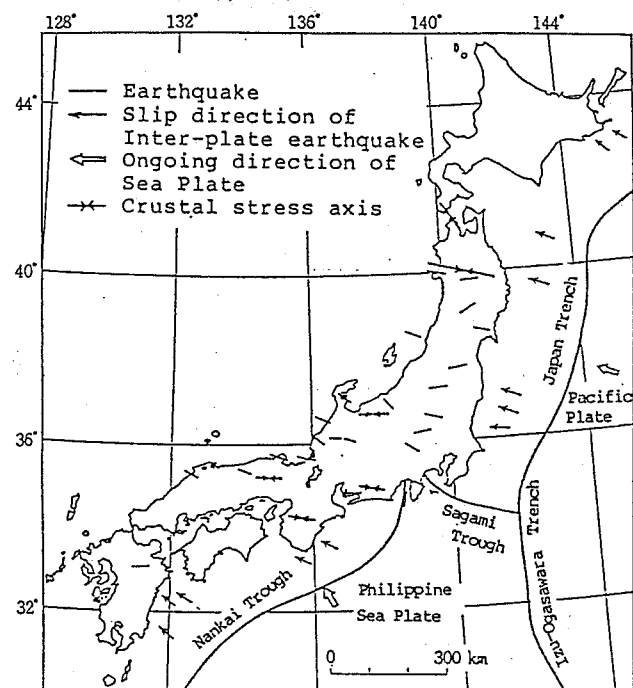 128° 132° 136° 140° 144°
44°
40°
36°
32°
Earthquake
Slip direction of
Inter-plate earthquake
Ongoing direction of
Sea Plate
Crustal stress axis
Japan Trench
Pacific
Plate
Sagami
Trough
Izu-Ogasawara Trench
Nankai Trough
Philippine
Sea Plate
0 300 km